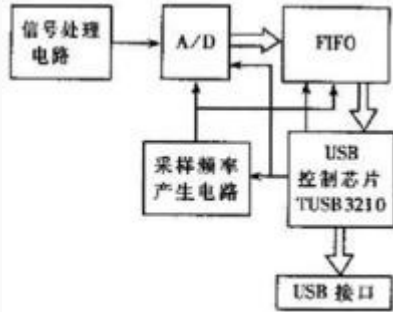 信号处理
电路
A/D
FIFO
采样频率
产生电路
USB
控制芯片
TUSB3210
USB 接口